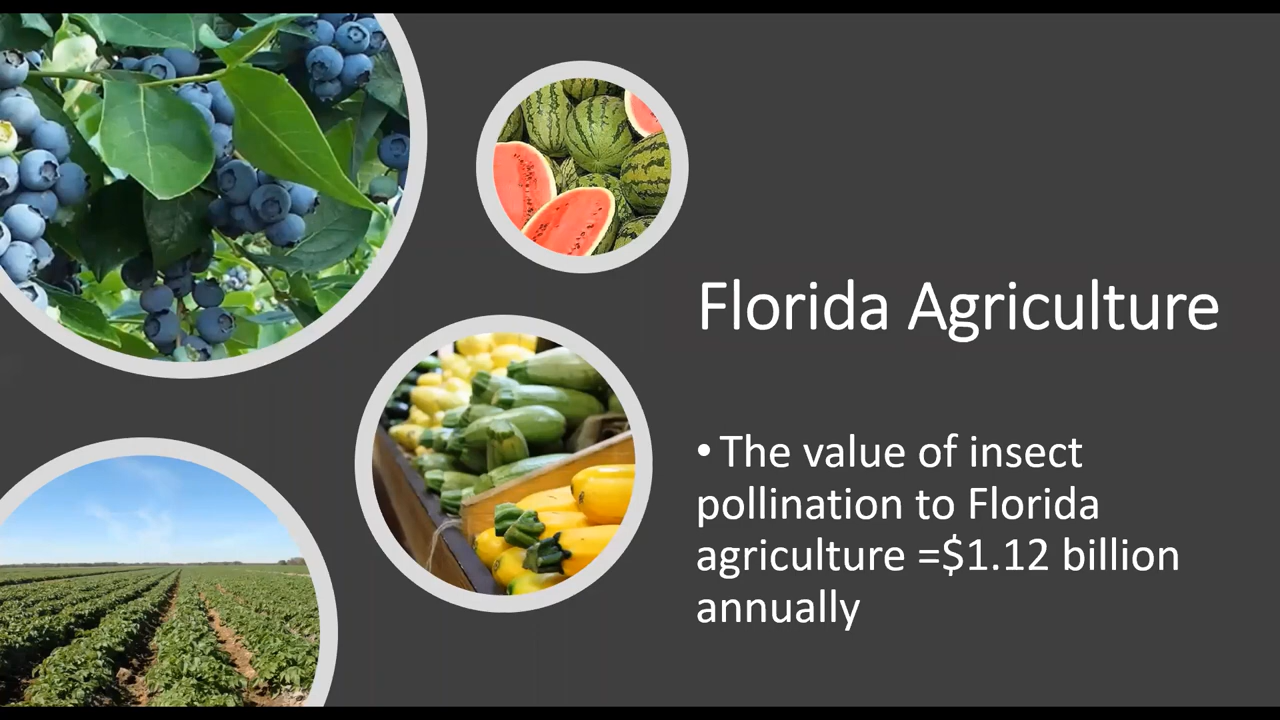 Florida Agriculture
•The value of insect
pollination to Florida
agriculture =$1.12 billion
annually